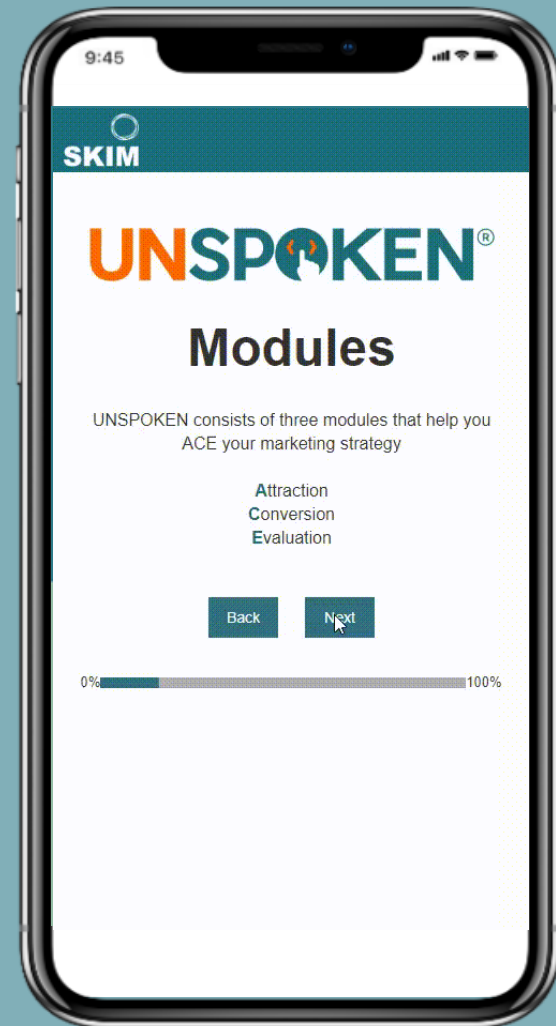 9:45
SKIM
UNSPOKEN®
Modules
UNSPOKEN consists of three modules that help you
ACE your marketing strategy
Attraction
Conversion
Evaluation
Back Next
0% 100%